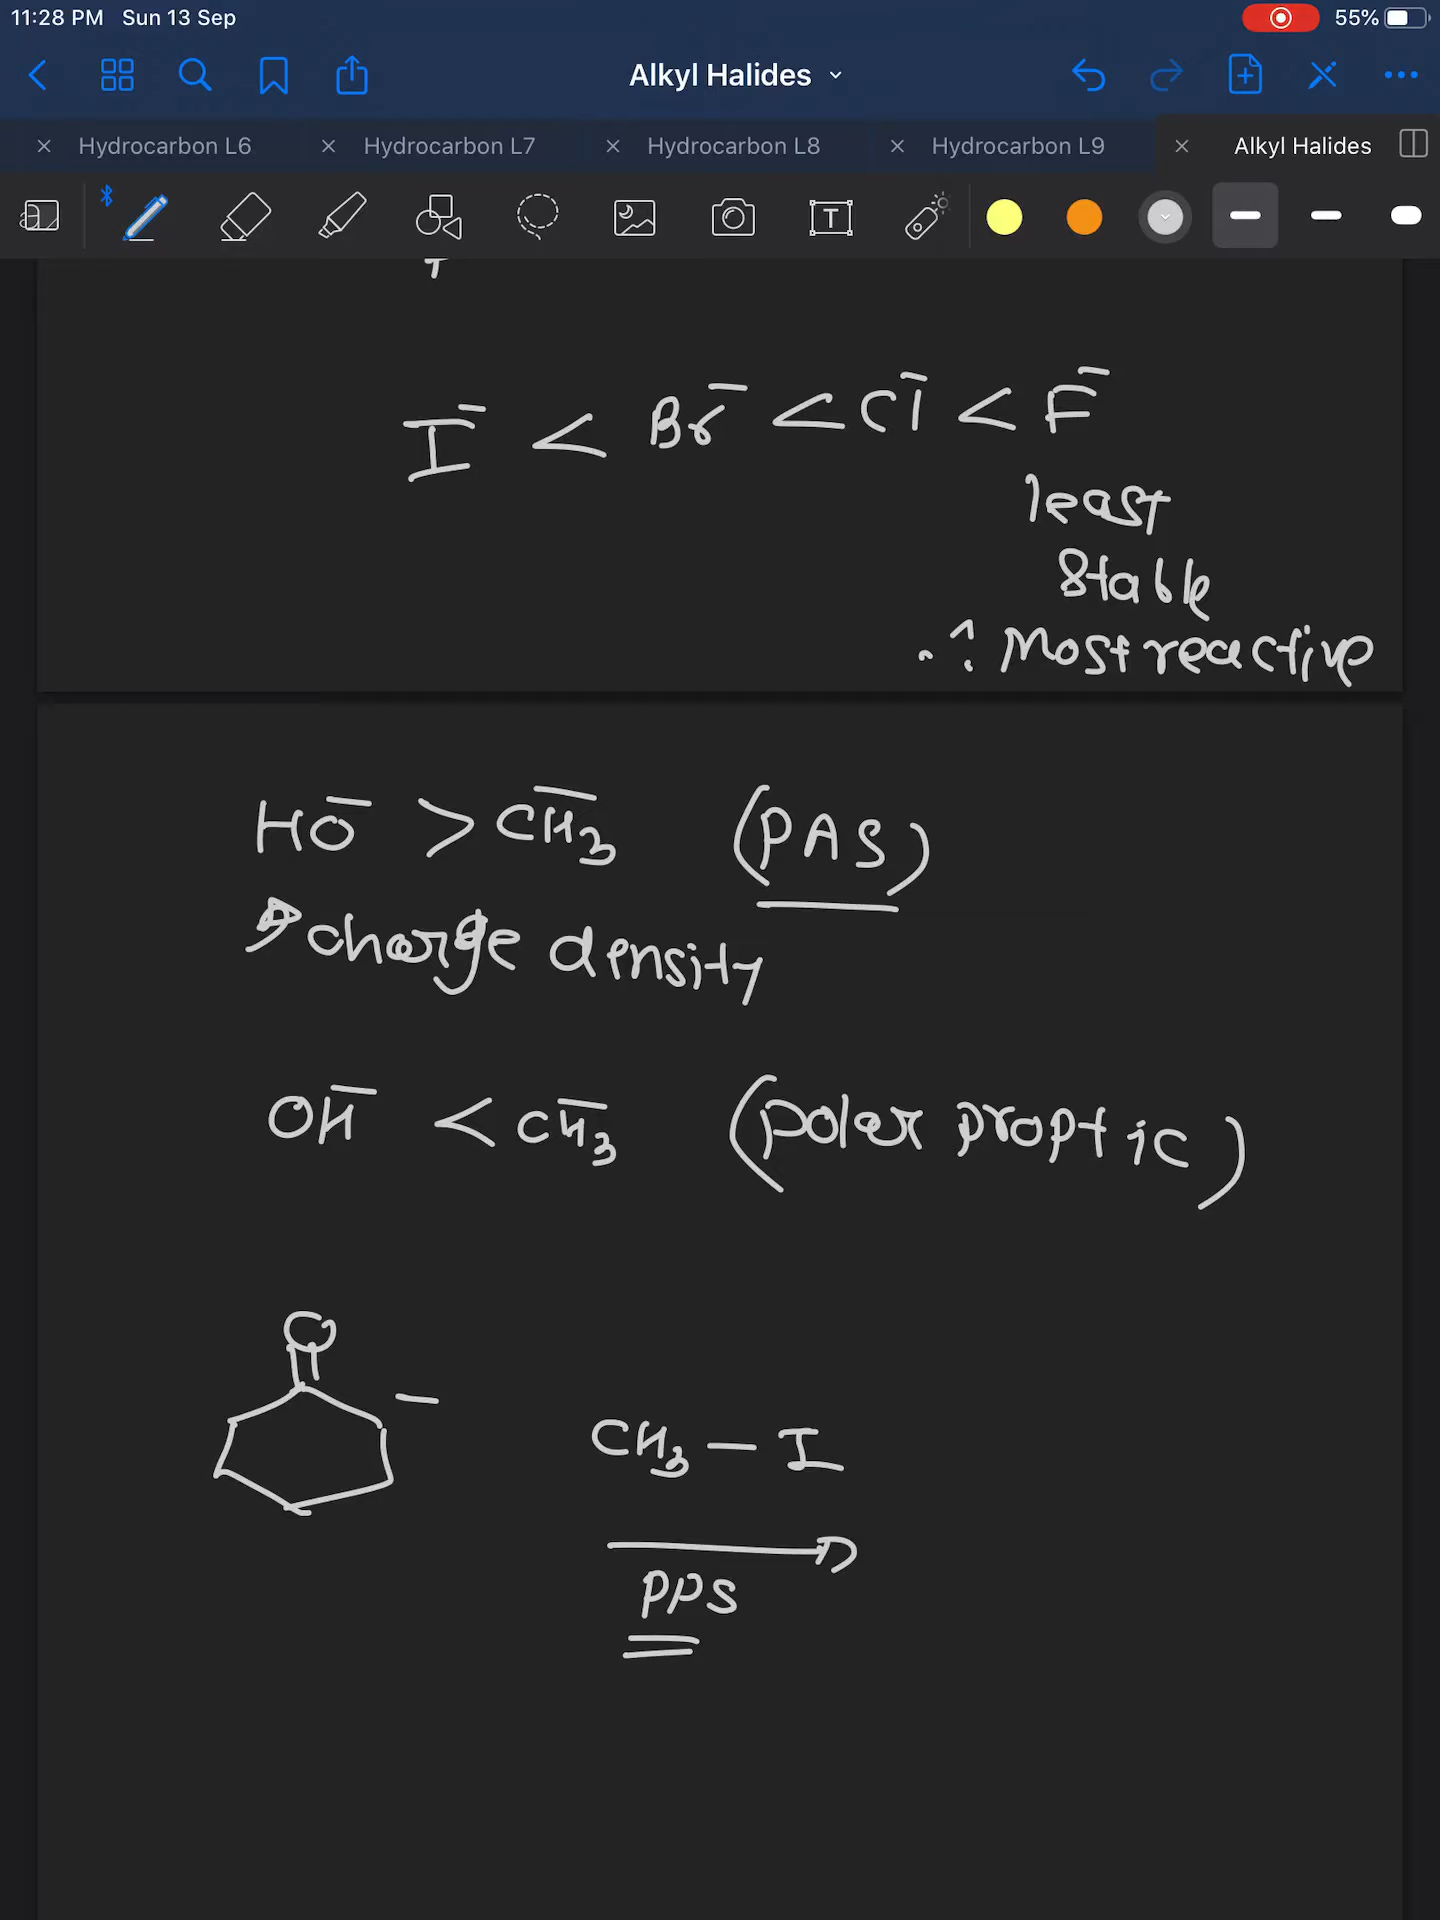 11:28 PM Sun 13 Sep 55%
Alkyl Halides
Hydrocarbon L6 Hydrocarbon L7 Hydrocarbon L8 Hydrocarbon L9 Alkyl Halides
I⁻ < Br⁻ < Cl⁻ < F⁻
least
stable
∴ Most reactive
HO⁻ > CH₃⁻ (PAS)
charge density
OH⁻ < CH₃⁻ (polar proptic)
O
CH₃ – I
PPS